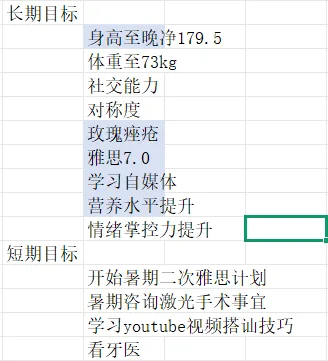 长期目标
身高至晚净179.5
体重至73kg
社交能力
对称度
玫瑰痤疮
雅思7.0
学习自媒体
营养水平提升
情绪掌控力提升
短期目标
开始暑期二次雅思计划
暑期咨询激光手术事宜
学习youtube视频搭讪技巧
看牙医